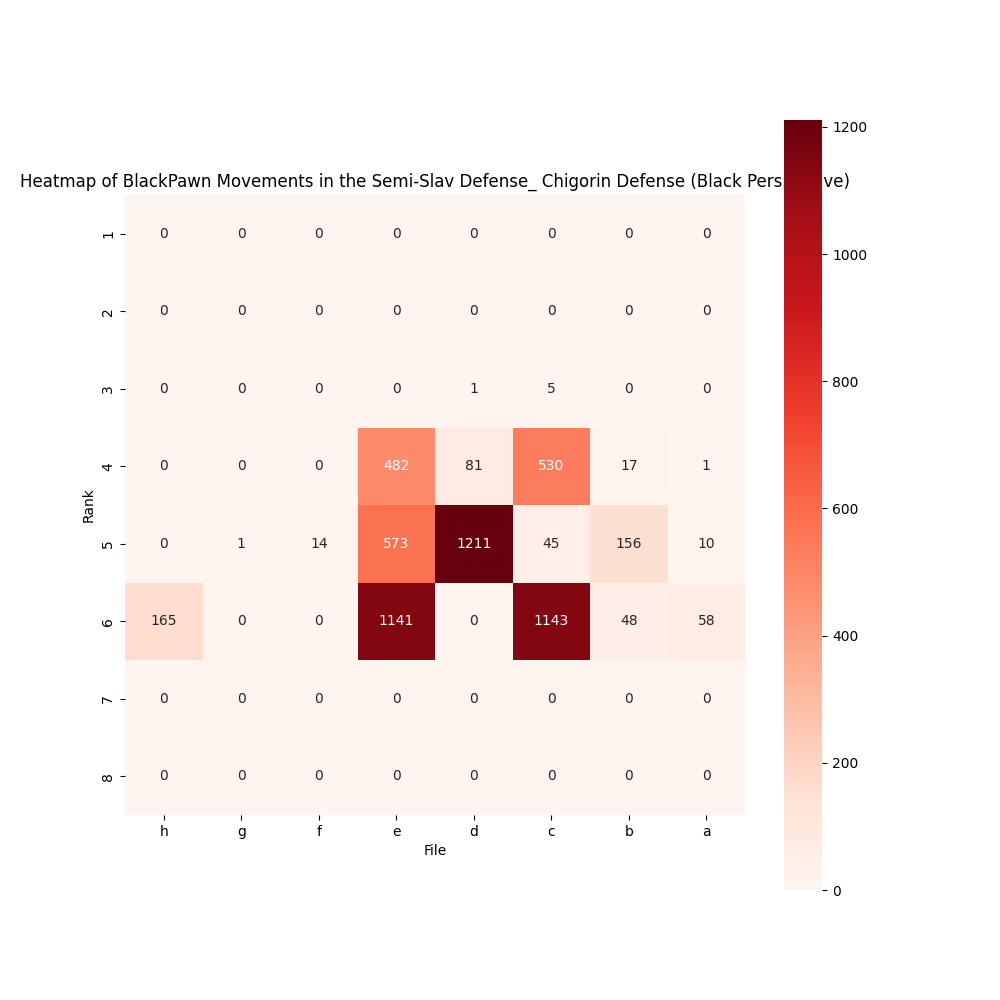 1200
Heatmap of BlackPawn Movements in the Semi-Slav Defense_ Chigorin Defense (Black Pers ve)
1 0 0 0 0 0 0 0 0
1000
2 0 0 0 0 0 0 0 0
3 0 0 0 0 1 5 0 0
800
4 0 0 0 482 81 530 17 1
Rank
600
5 0 1 14 573 1211 45 156 10
6 165 0 0 1141 0 1143 48 58
400
7 0 0 0 0 0 0 0 0
200
8 0 0 0 0 0 0 0 0
h g f e d c b a
File
0